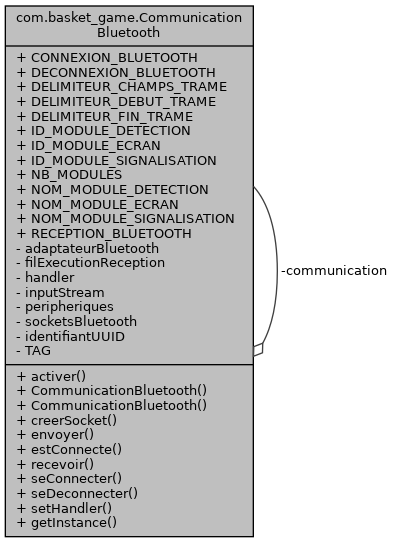 com.basket_game.Communication
Bluetooth
+ CONNEXION_BLUETOOTH
+ DECONNEXION_BLUETOOTH
+ DELIMITEUR_CHAMPS_TRAME
+ DELIMITEUR_DEBUT_TRAME
+ DELIMITEUR_FIN_TRAME
+ ID_MODULE_DETECTION
+ ID_MODULE_ECRAN
+ ID_MODULE_SIGNALISATION
+ NB_MODULES
+ NOM_MODULE_DETECTION
+ NOM_MODULE_ECRAN
+ NOM_MODULE_SIGNALISATION
+ RECEPTION_BLUETOOTH
- adaptateurBluetooth
- filExecutionReception
- handler
- inputStream
- peripheriques
- socketsBluetooth
- identifiantUUID
- TAG
+ activer()
+ CommunicationBluetooth()
+ CommunicationBluetooth()
+ creerSocket()
+ envoyer()
+ estConnecte()
+ recevoir()
+ seConnecter()
+ seDeconnecter()
+ setHandler()
+ getInstance()
-communication